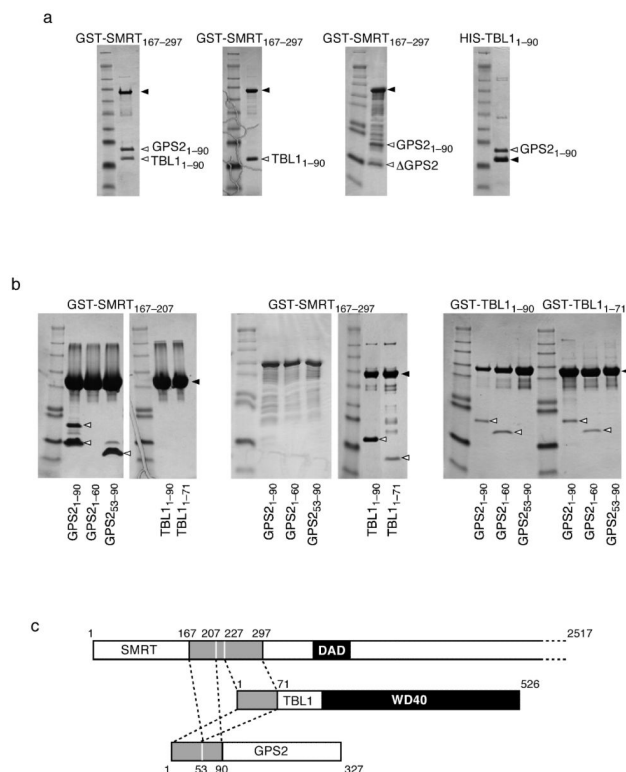 a
GST-SMRT167–297 GST-SMRT167–297 GST-SMRT167–297 HIS-TBL11–90
GPS21–90
TBL11–90
TBL11–90
GPS21–90
ΔGPS2
GPS21–90
b
GST-SMRT167–207 GST-SMRT167–297 GST-TBL11–90 GST-TBL11–71
GPS21–90 GPS21–60 GPS253–90 TBL11–90 TBL11–71 GPS21–90 GPS21–60 GPS253–90 TBL11–90 TBL11–71 GPS21–90 GPS21–60 GPS253–90 GPS21–90 GPS21–60 GPS253–90
c
1 167 207 227 297 2517
SMRT DAD
1 71 526
TBL1 WD40
GPS2
1 53 90 327